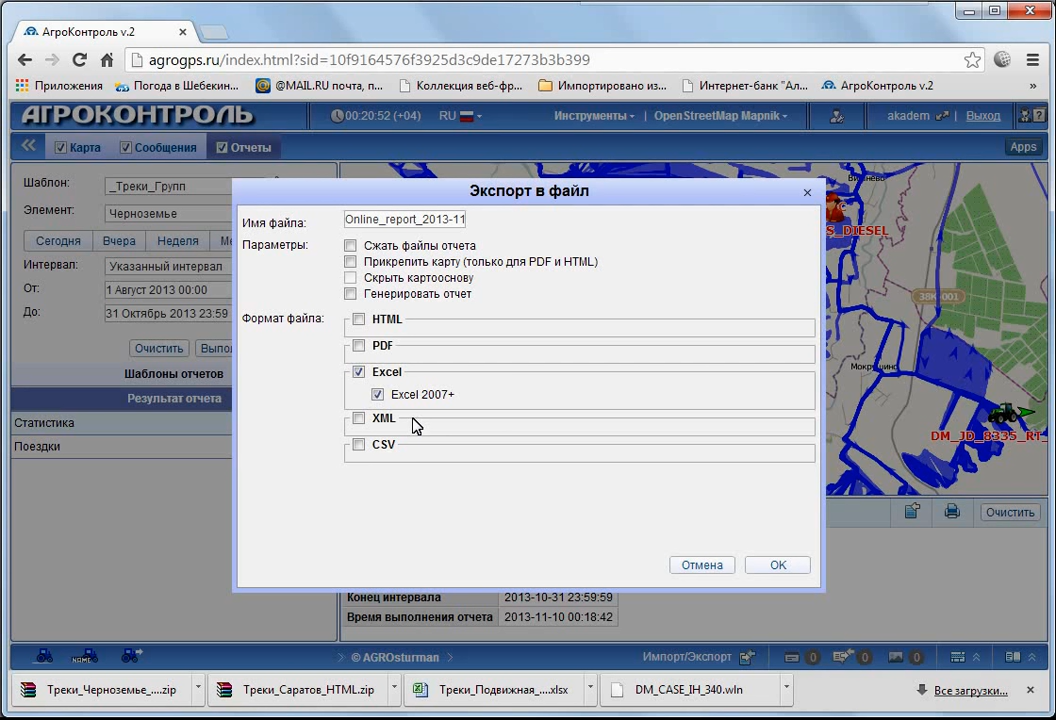 АгроКонтроль v.2
agrogps.ru/index.html?sid=10f9164576f3925d3c9de17273b3b399
Приложения Погода в Шебекин... @MAIL.RU почта, п... Коллекция веб-фр... Импортировано из... Интернет-банк "Ал... АгроКонтроль v.2 »
АГРОКОНТРОЛЬ 00:20:52 (+04) RU Инструменты OpenStreetMap Mapnik akadem Выход ?
Карта Сообщения Отчеты Apps
Шаблон: _Треки_Групп
Элемент: Черноземье
Сегодня Вчера Неделя
Интервал: Указанный интервал
От: 1 Август 2013 00:00
До: 31 Октябрь 2013 23:59
Очистить
Шаблоны отчетов
Результат отчета
Статистика
Поездки
Экспорт в файл
Имя файла: Online_report_2013-11
Параметры: Сжать файлы отчета
Прикрепить карту (только для PDF и HTML)
Скрыть картооснову
Генерировать отчет
Формат файла: HTML
PDF
Excel
Excel 2007+
XML
CSV
Отмена OK
S_DIESEL
38К-001
DM_JD_8335_RT_
Очистить
Конец интервала 2013-10-31 23:59:59
Время выполнения отчета 2013-11-10 00:18:42
NAME © AGROsturman Импорт/Экспорт 0 0 0
Треки_Черноземье_....zip Треки_Саратов_HTML.zip Треки_Подвижная_....xlsx DM_CASE_IH_340.wln Все загрузки...